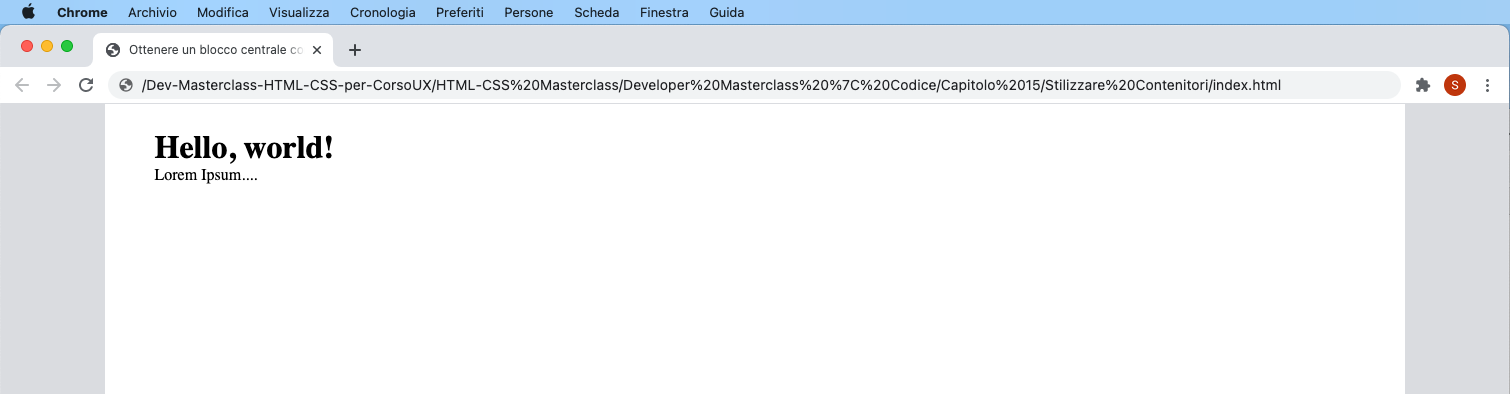 Chrome Archivio Modifica Visualizza Cronologia Preferiti Persone Scheda Finestra Guida
Ottenere un blocco centrale co
/Dev-Masterclass-HTML-CSS-per-CorsoUX/HTML-CSS%20Masterclass/Developer%20Masterclass%20%7C%20Codice/Capitolo%2015/Stilizzare%20Contenitori/index.html
S
Hello, world!
Lorem Ipsum....